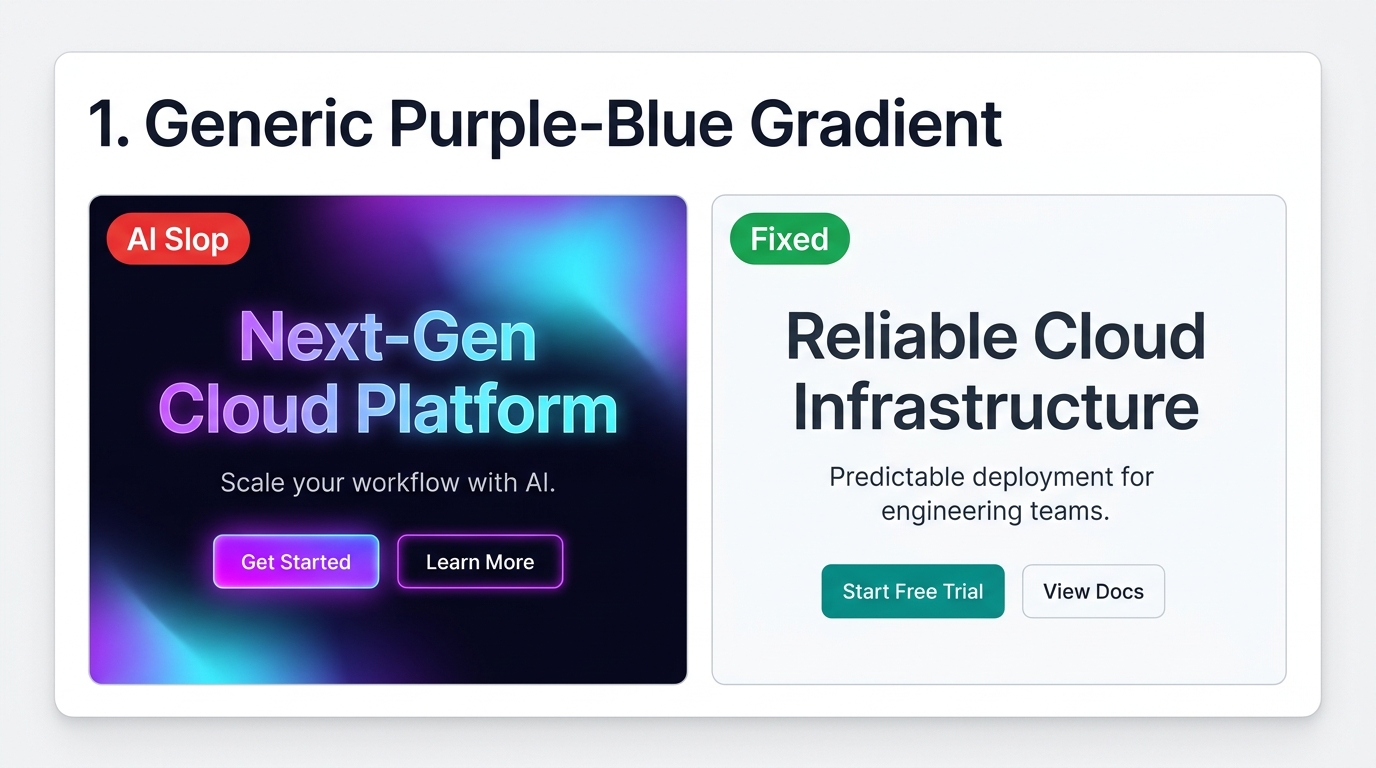 1. Generic Purple-Blue Gradient
AI Slop
Next-Gen
Cloud Platform
Scale your workflow with AI.
Get Started
Learn More
Fixed
Reliable Cloud
Infrastructure
Predictable deployment for
engineering teams.
Start Free Trial
View Docs